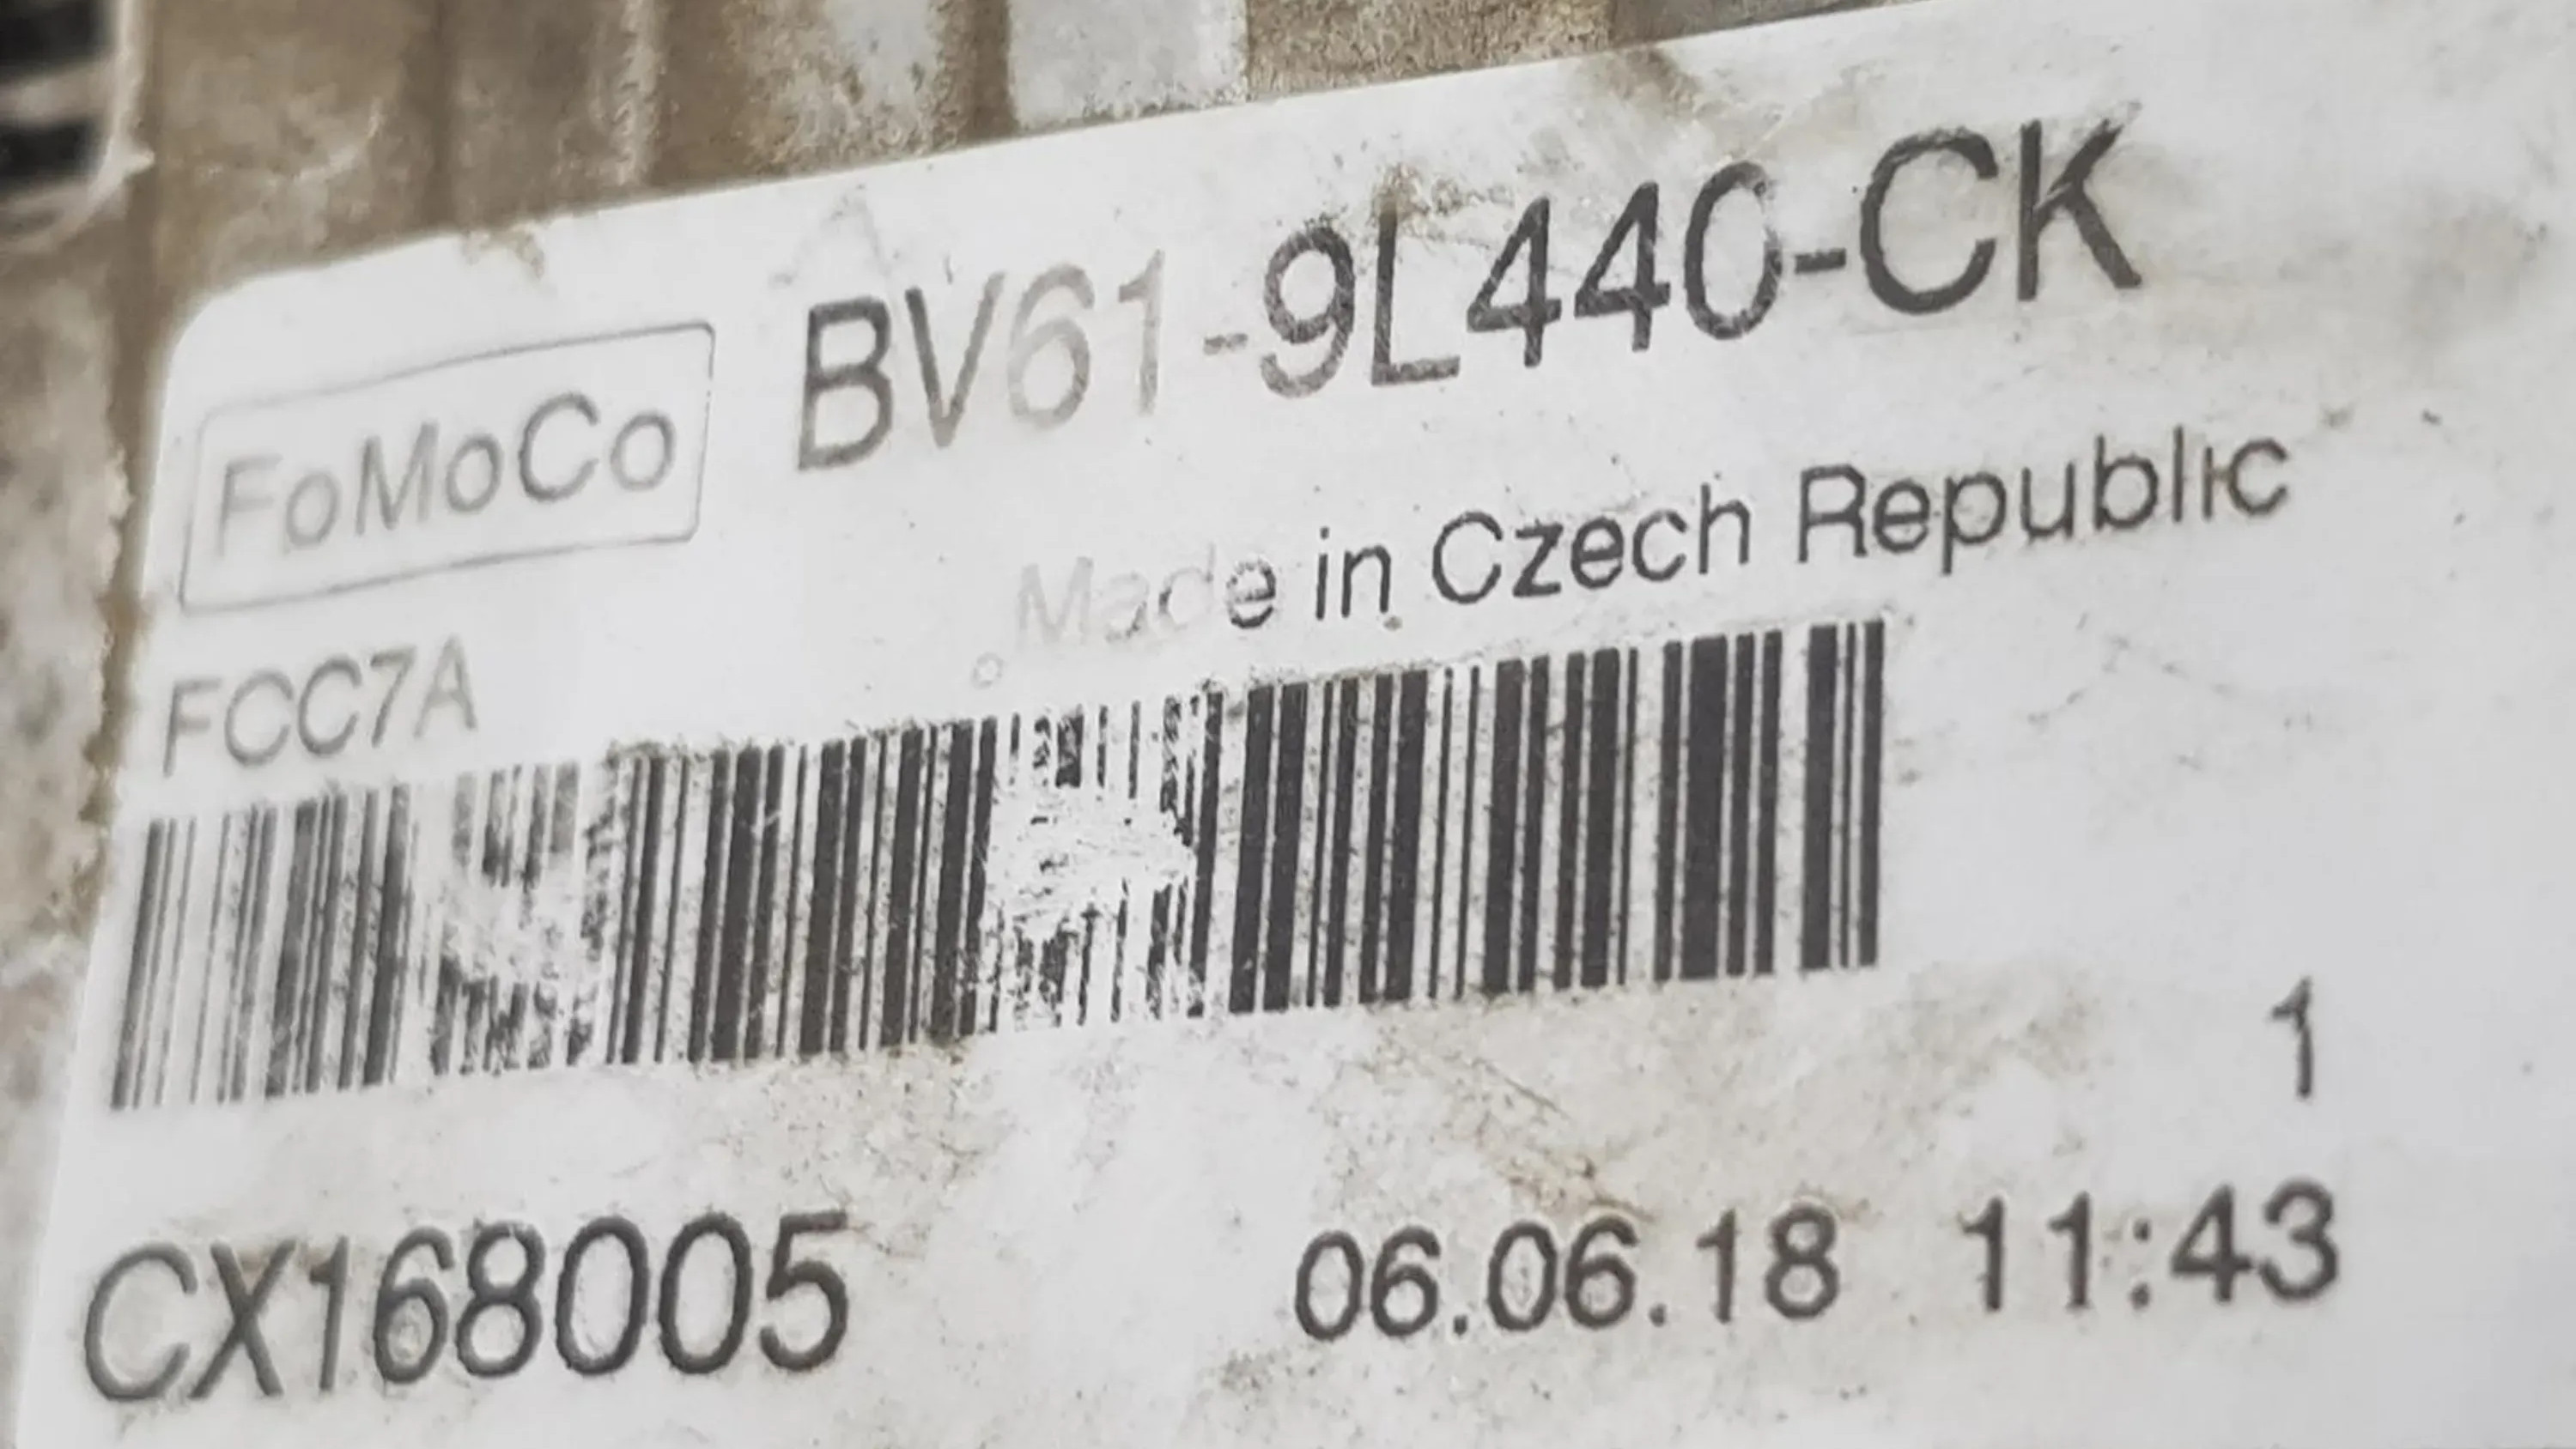 FoMoCo BV61-9L440-CK
Made in Czech Republic
FCC7A
1
CX168005 06.06.18 11:43